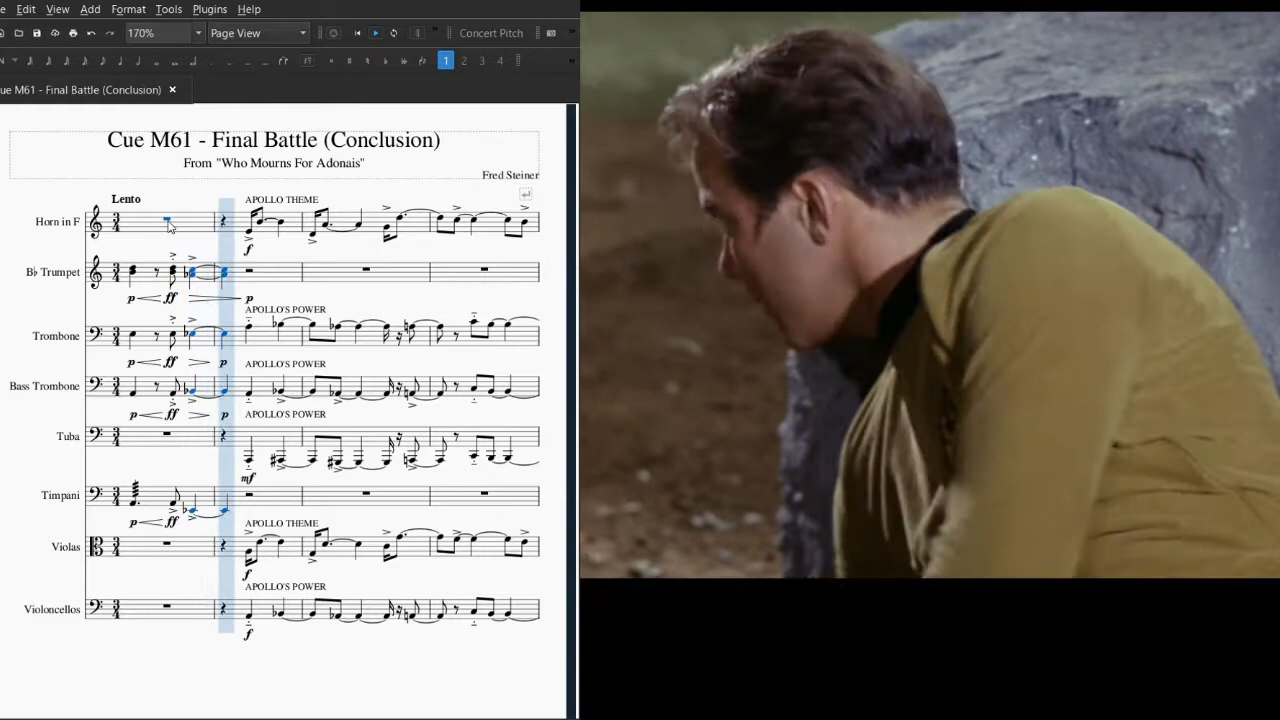 e Edit View Add Format Tools Plugins Help
170% Page View Concert Pitch
1 2 3 4
ue M61 - Final Battle (Conclusion) ×
Cue M61 - Final Battle (Conclusion)
From "Who Mourns For Adonais"
Fred Steiner
Lento
APOLLO THEME
Horn in F
f
B♭ Trumpet
p ff p
APOLLO'S POWER
Trombone
p ff p
APOLLO'S POWER
Bass Trombone
p ff p
APOLLO'S POWER
Tuba
mf
Timpani
p ff
APOLLO THEME
Violas
f
APOLLO'S POWER
Violoncellos
f